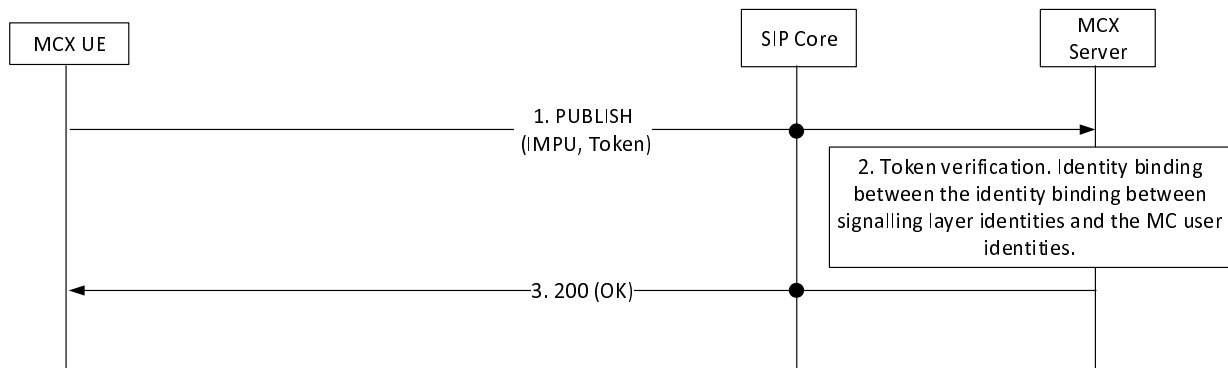 MCX UE
SIP Core
MCX
Server
1. PUBLISH
(IMPU, Token)
2. Token verification. Identity binding
between the identity binding between
signalling layer identities and the MC user
identities.
3. 200 (OK)